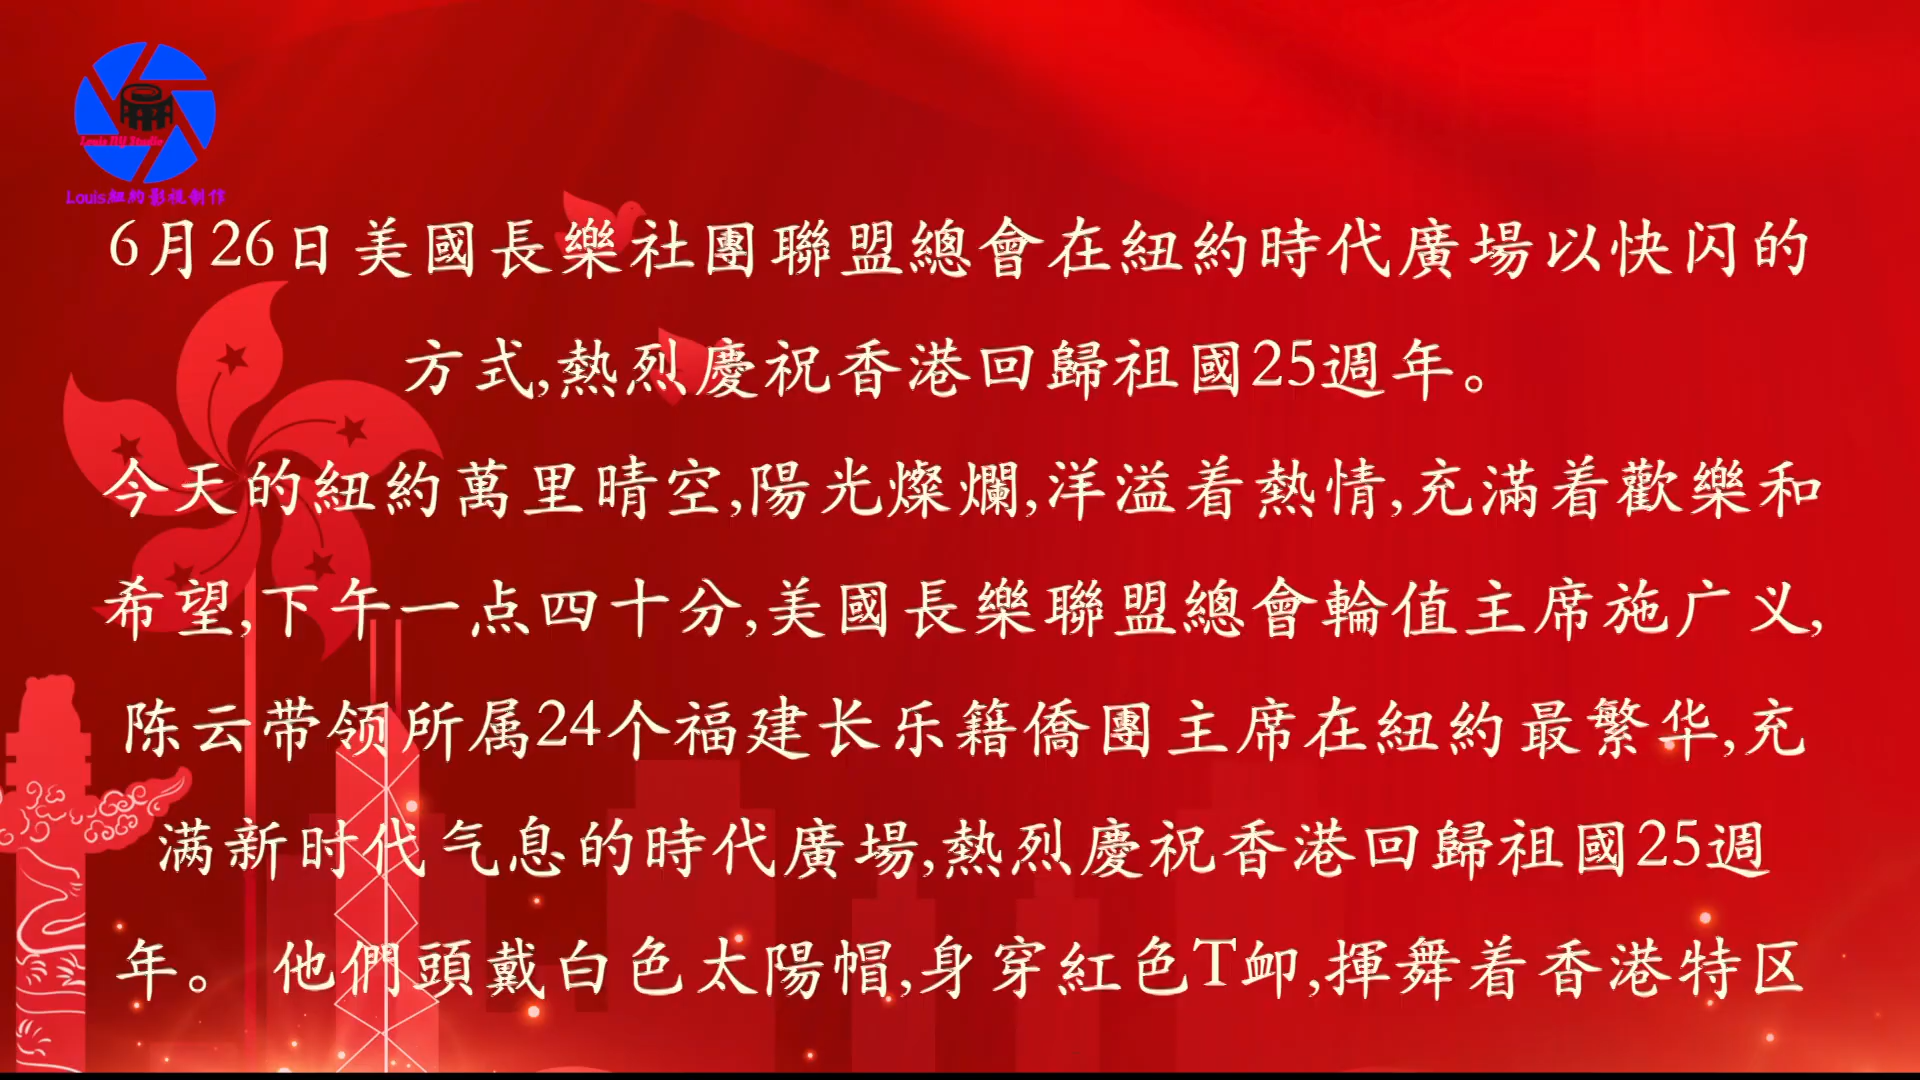 Louis NY Studio
Louis紐約影視制作
6月26日美國長樂社團聯盟總會在紐約時代廣場以快闪的
方式,熱烈慶祝香港回歸祖國25週年。
今天的紐約萬里晴空,陽光燦爛,洋溢着熱情,充滿着歡樂和
希望,下午一点四十分,美國長樂聯盟總會輪值主席施广义,
陈云带领所属24个福建长乐籍僑團主席在紐約最繁华,充
满新时代气息的時代廣場,熱烈慶祝香港回歸祖國25週
年。 他們頭戴白色太陽帽,身穿紅色T卹,揮舞着香港特区